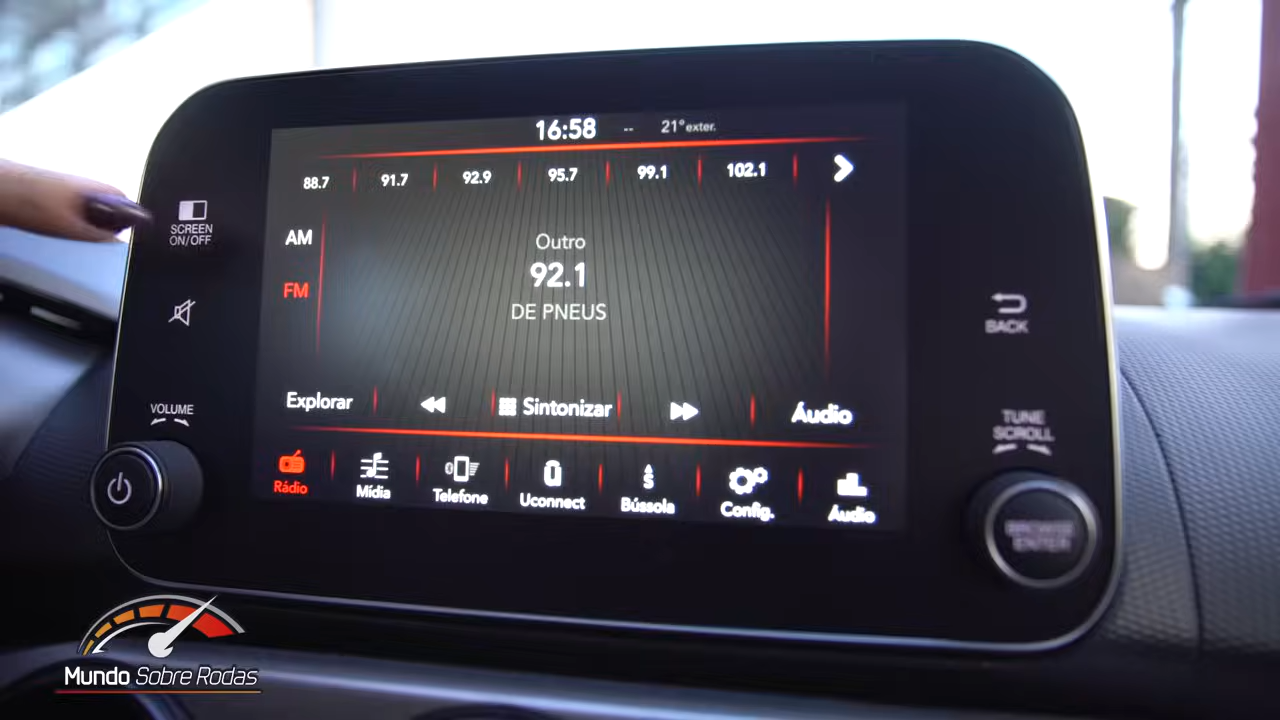 16:58 -- 21° exter.
88.7 91.7 92.9 95.7 99.1 102.1
SCREEN
ON/OFF
AM
FM
Outro
92.1
DE PNEUS
BACK
VOLUME
Explorar Sintonizar Áudio
TUNE
SCROLL
Rádio Mídia Telefone Uconnect Bússola Config. Áudio
S
BROWSE
ENTER
Mundo Sobre Rodas